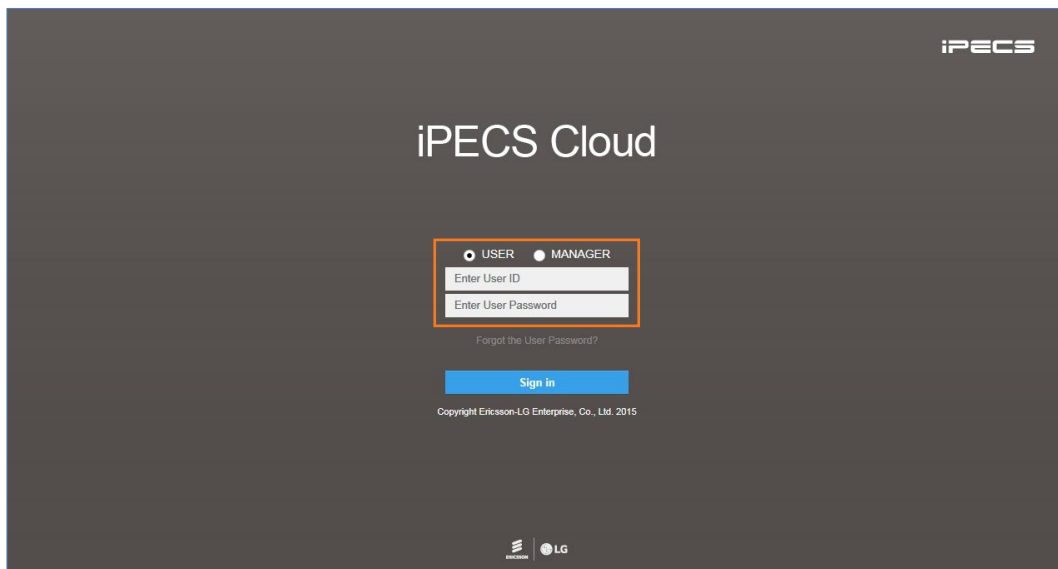 iPECS
iPECS Cloud
USER MANAGER
Enter User ID
Enter User Password
Forgot the User Password?
Sign in
Copyright Ericsson-LG Enterprise, Co., Ltd. 2015
ERICSSON LG